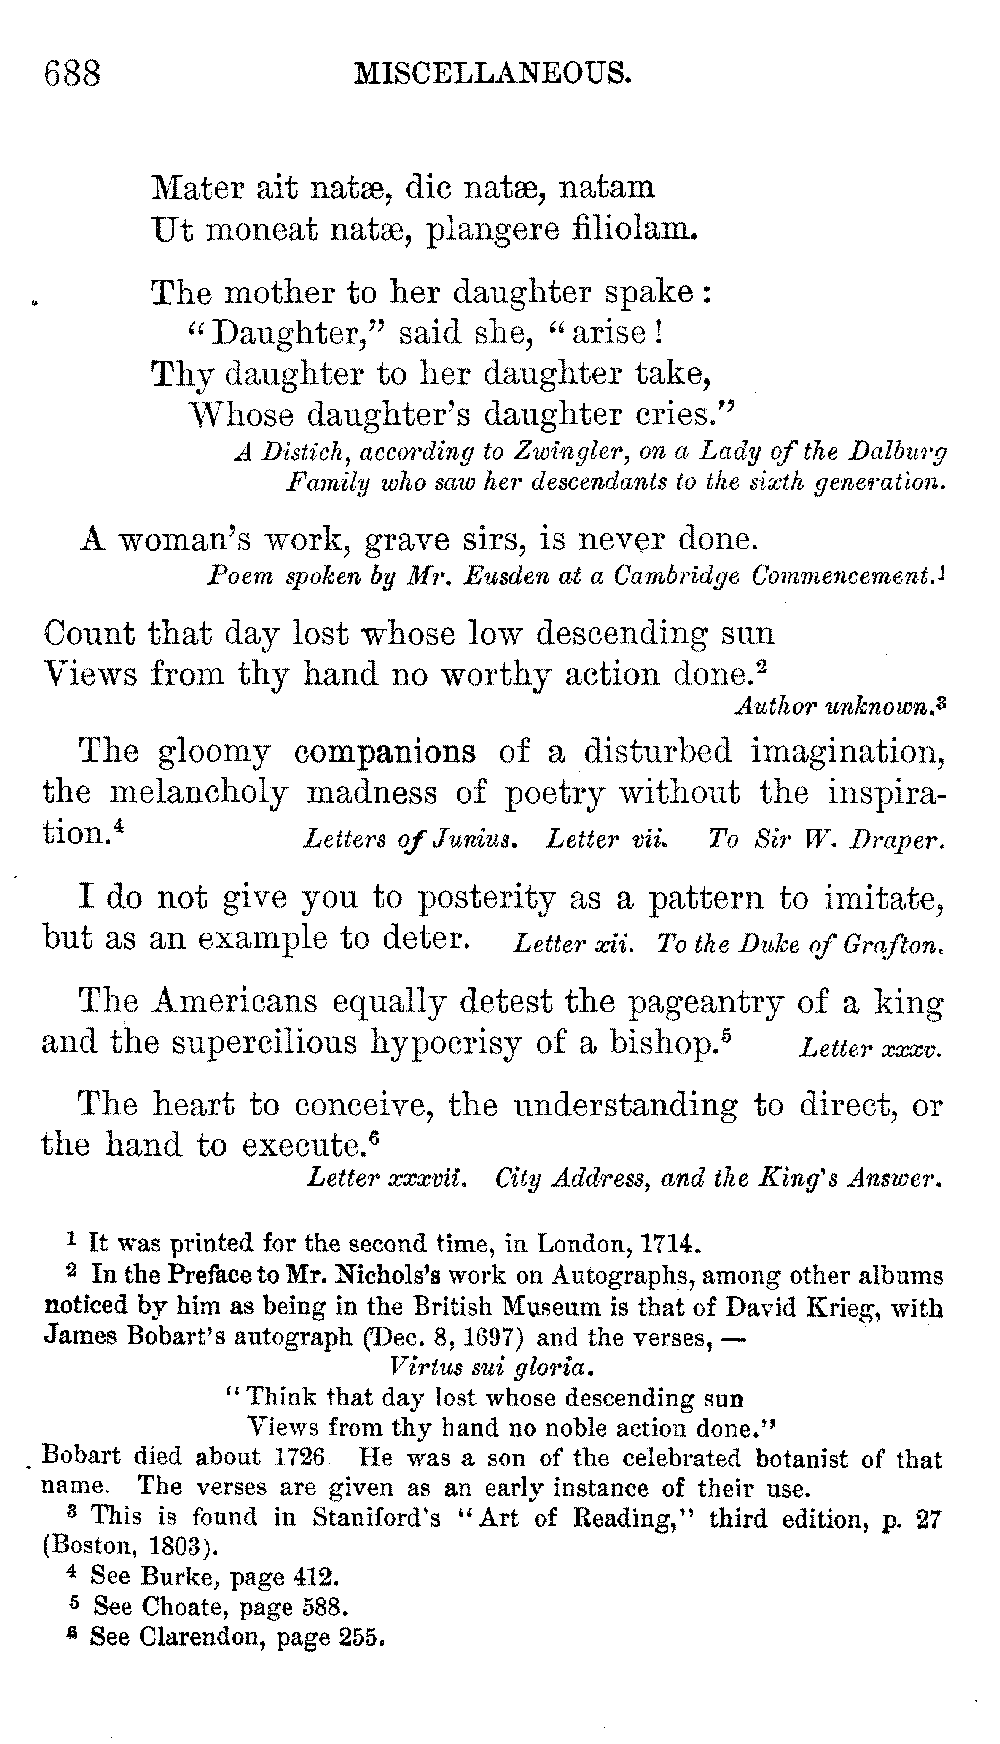 688 MISCELLANEOUS.
Mater ait natæ, dic natæ, natam
Ut moneat natæ, plangere filiolam.
The mother to her daughter spake :
“Daughter,” said she, “arise !
Thy daughter to her daughter take,
Whose daughter's daughter cries.”
A Distich, according to Zwingler, on a Lady of the Dalburg
Family who saw her descendants to the sixth generation.
A woman's work, grave sirs, is never done.
Poem spoken by Mr. Eusden at a Cambridge Commencement.¹
Count that day lost whose low descending sun
Views from thy hand no worthy action done.²
Author unknown.³
The gloomy companions of a disturbed imagination,
the melancholy madness of poetry without the inspira-
tion.⁴ Letters of Junius. Letter vii. To Sir W. Draper.
I do not give you to posterity as a pattern to imitate,
but as an example to deter. Letter xii. To the Duke of Grafton.
The Americans equally detest the pageantry of a king
and the supercilious hypocrisy of a bishop.⁵ Letter xxxv.
The heart to conceive, the understanding to direct, or
the hand to execute.⁶
Letter xxxvii. City Address, and the King's Answer.
¹ It was printed for the second time, in London, 1714.
² In the Preface to Mr. Nichols's work on Autographs, among other albums
noticed by him as being in the British Museum is that of David Krieg, with
James Bobart's autograph (Dec. 8, 1697) and the verses, —
Virtus sui gloria.
“Think that day lost whose descending sun
Views from thy hand no noble action done.”
Bobart died about 1726. He was a son of the celebrated botanist of that
name. The verses are given as an early instance of their use.
³ This is found in Staniford's “Art of Reading,” third edition, p. 27
(Boston, 1803).
⁴ See Burke, page 412.
⁵ See Choate, page 588.
⁶ See Clarendon, page 255.